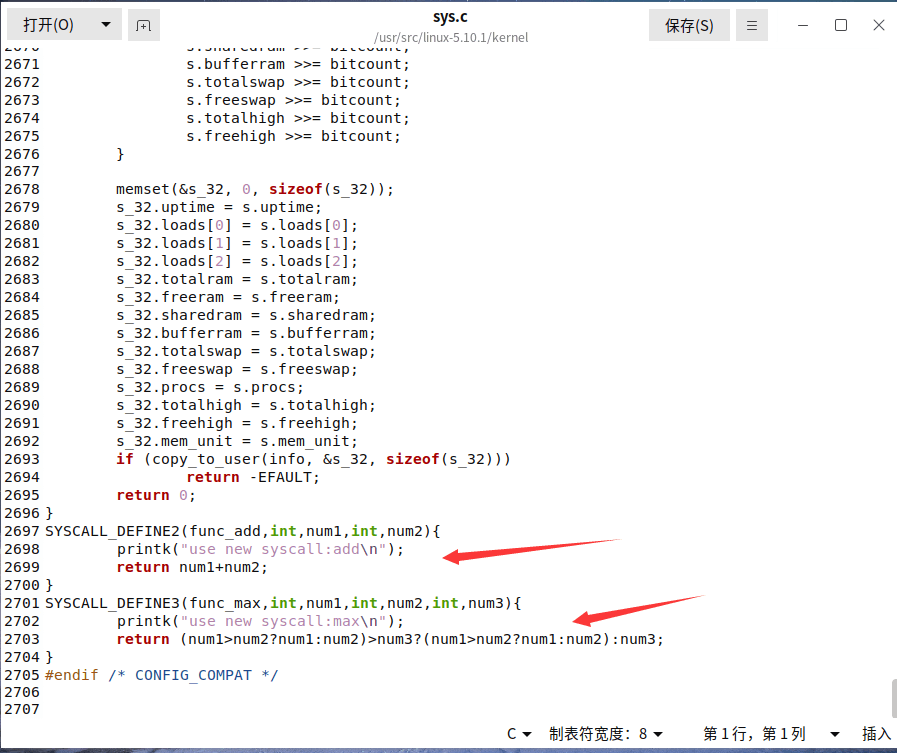 打开(O)
sys.c
/usr/src/linux-5.10.1/kernel
保存(S)
2670 s.sharedram >>= bitcount;
2671 s.bufferram >>= bitcount;
2672 s.totalswap >>= bitcount;
2673 s.freeswap >>= bitcount;
2674 s.totalhigh >>= bitcount;
2675 s.freehigh >>= bitcount;
2676 }
2677
2678 memset(&s_32, 0, sizeof(s_32));
2679 s_32.uptime = s.uptime;
2680 s_32.loads[0] = s.loads[0];
2681 s_32.loads[1] = s.loads[1];
2682 s_32.loads[2] = s.loads[2];
2683 s_32.totalram = s.totalram;
2684 s_32.freeram = s.freeram;
2685 s_32.sharedram = s.sharedram;
2686 s_32.bufferram = s.bufferram;
2687 s_32.totalswap = s.totalswap;
2688 s_32.freeswap = s.freeswap;
2689 s_32.procs = s.procs;
2690 s_32.totalhigh = s.totalhigh;
2691 s_32.freehigh = s.freehigh;
2692 s_32.mem_unit = s.mem_unit;
2693 if (copy_to_user(info, &s_32, sizeof(s_32)))
2694 return -EFAULT;
2695 return 0;
2696 }
2697 SYSCALL_DEFINE2(func_add,int,num1,int,num2){
2698 printk("use new syscall:add\n");
2699 return num1+num2;
2700 }
2701 SYSCALL_DEFINE3(func_max,int,num1,int,num2,int,num3){
2702 printk("use new syscall:max\n");
2703 return (num1>num2?num1:num2)>num3?(num1>num2?num1:num2):num3;
2704 }
2705 #endif /* CONFIG_COMPAT */
2706
2707
C 制表符宽度：8 第 1 行，第 1 列 插入